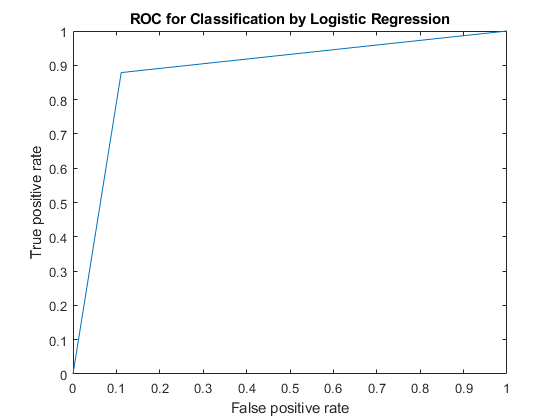 ROC for Classification by Logistic Regression
1
0.9
0.8
0.7
0.6
0.5
0.4
0.3
0.2
0.1
0
True positive rate
0 0.1 0.2 0.3 0.4 0.5 0.6 0.7 0.8 0.9 1
False positive rate